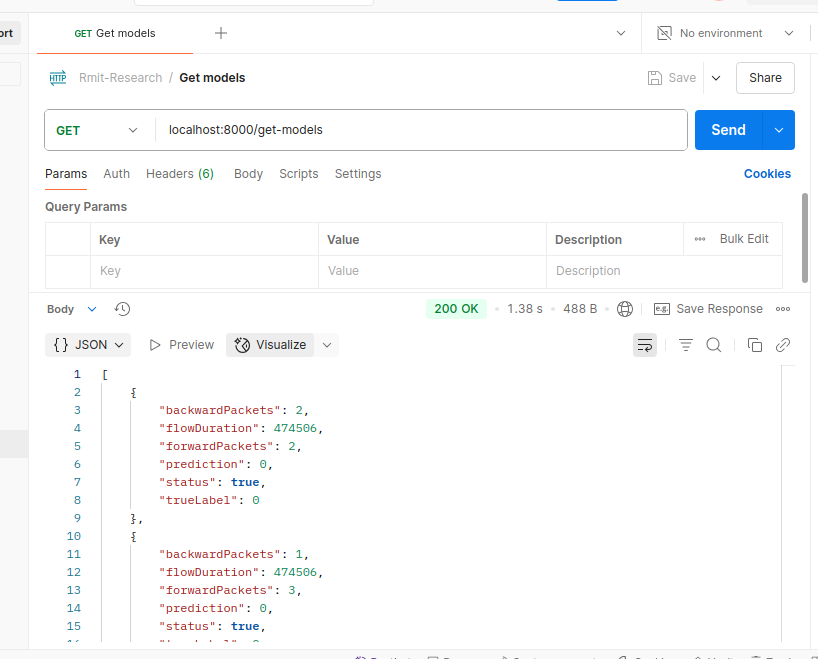 ort
GET Get models
No environment
HTTP Rmit-Research / Get models
Save
Share
GET
localhost:8000/get-models
Send
Params Auth Headers (6) Body Scripts Settings
Cookies
Query Params
Key Value Description ••• Bulk Edit
Key Value Description
Body
200 OK • 1.38 s • 488 B •
e.g. Save Response •••
{} JSON
Preview
Visualize
1 [
2 {
3 "backwardPackets": 2,
4 "flowDuration": 474506,
5 "forwardPackets": 2,
6 "prediction": 0,
7 "status": true,
8 "trueLabel": 0
9 },
10 {
11 "backwardPackets": 1,
12 "flowDuration": 474506,
13 "forwardPackets": 3,
14 "prediction": 0,
15 "status": true,